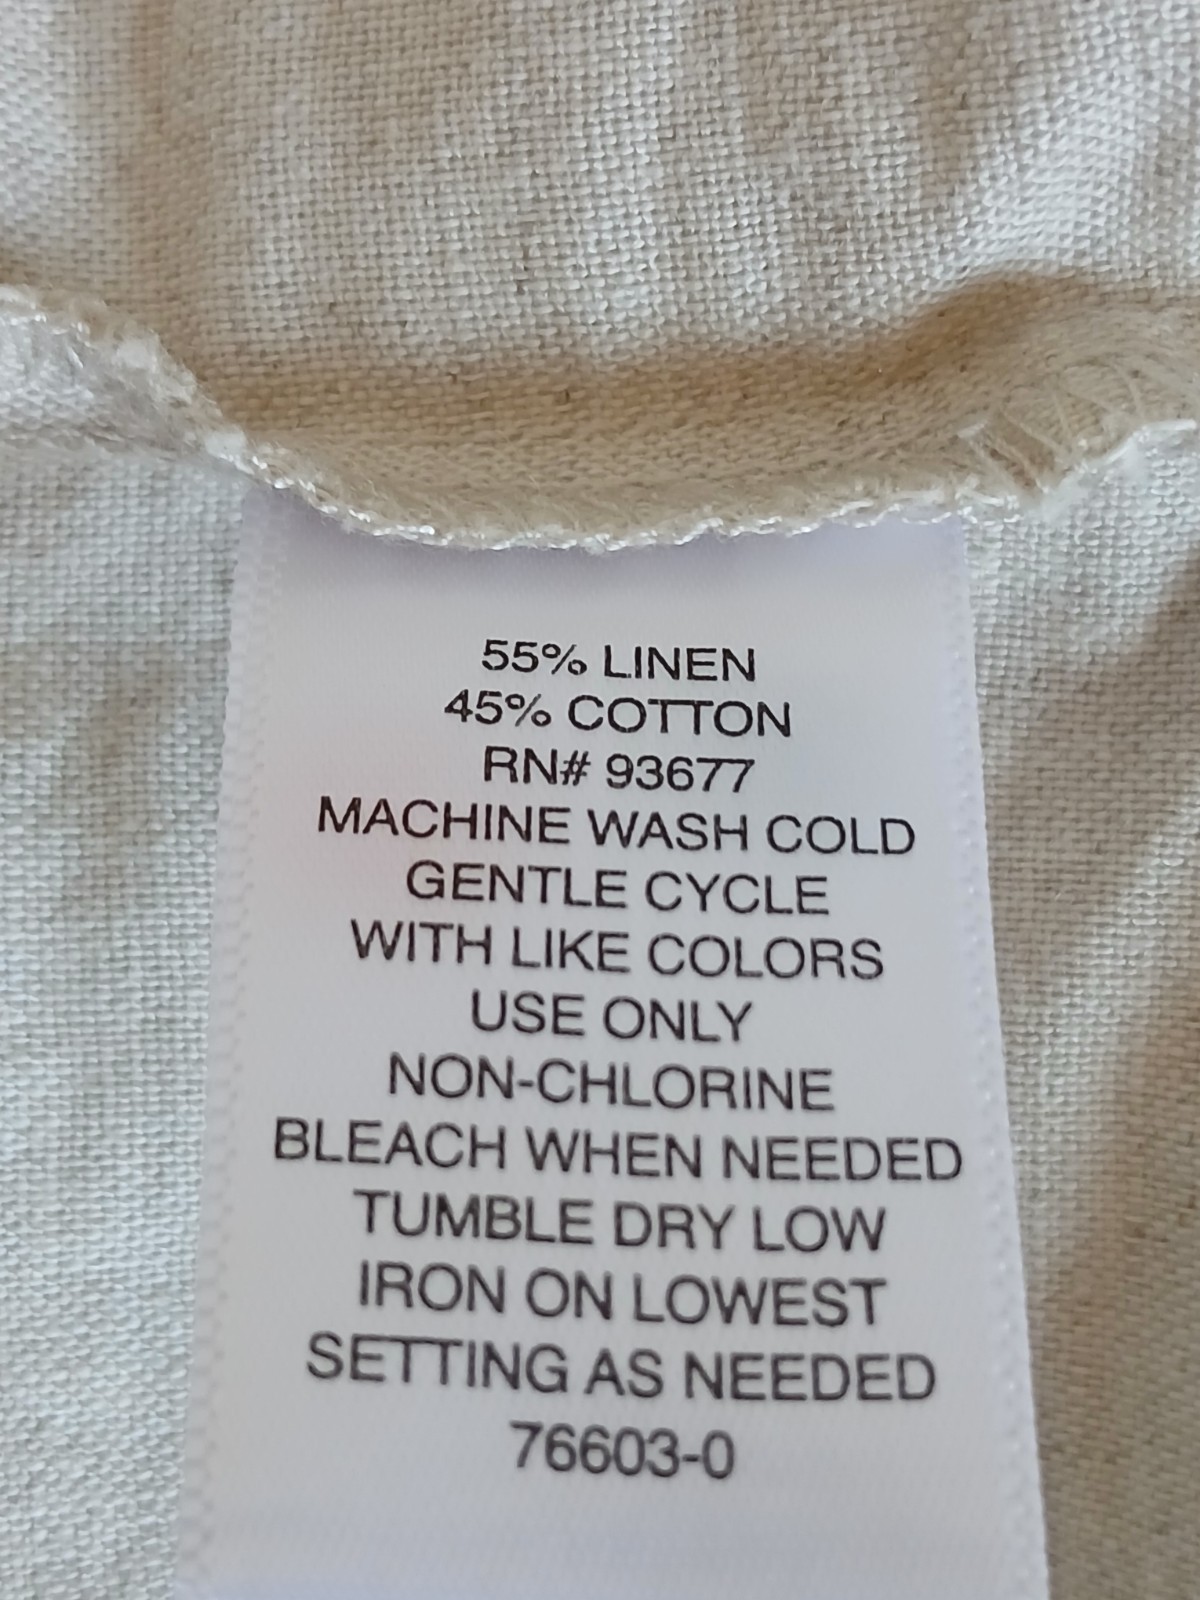 55% LINEN
45% COTTON
RN# 93677
MACHINE WASH COLD
GENTLE CYCLE
WITH LIKE COLORS
USE ONLY
NON-CHLORINE
BLEACH WHEN NEEDED
TUMBLE DRY LOW
IRON ON LOWEST
SETTING AS NEEDED
76603-0